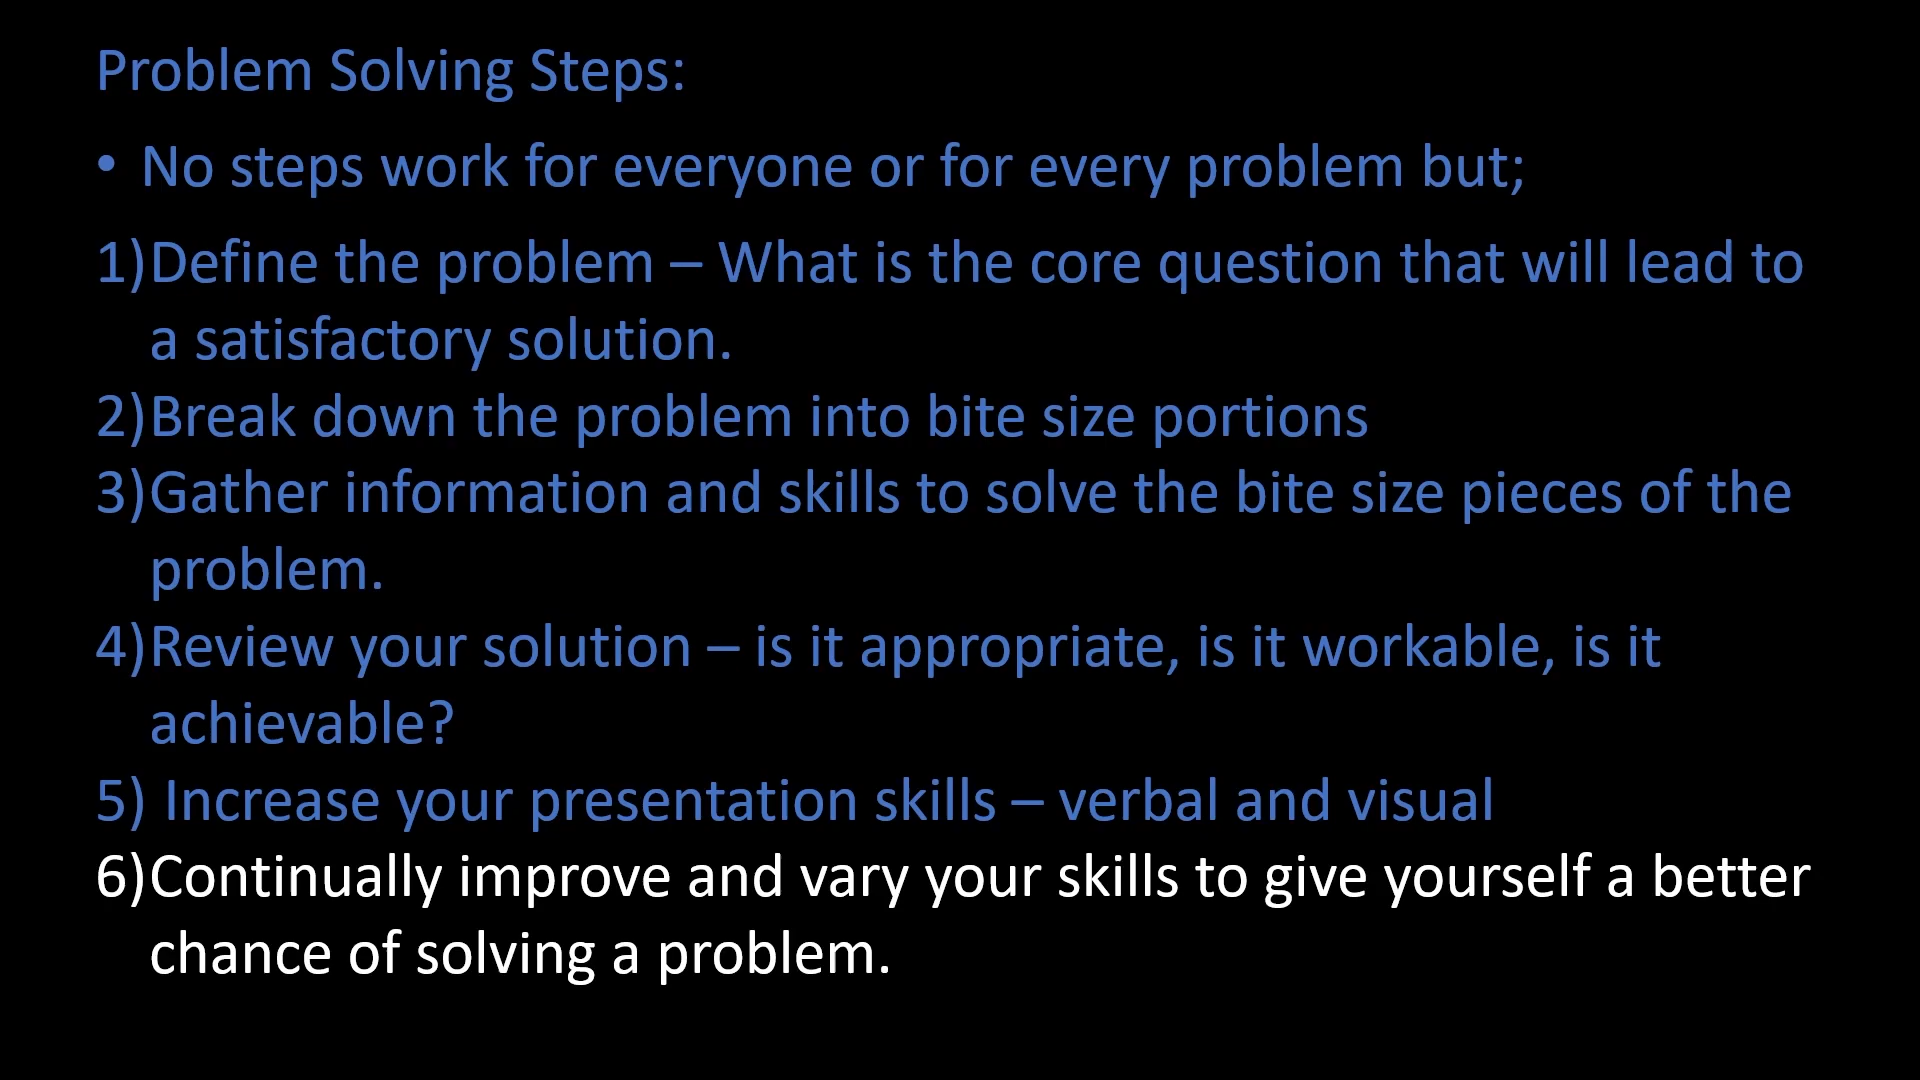 Problem Solving Steps:
• No steps work for everyone or for every problem but;
1)Define the problem – What is the core question that will lead to
a satisfactory solution.
2)Break down the problem into bite size portions
3)Gather information and skills to solve the bite size pieces of the
problem.
4)Review your solution – is it appropriate, is it workable, is it
achievable?
5) Increase your presentation skills – verbal and visual
6)Continually improve and vary your skills to give yourself a better
chance of solving a problem.